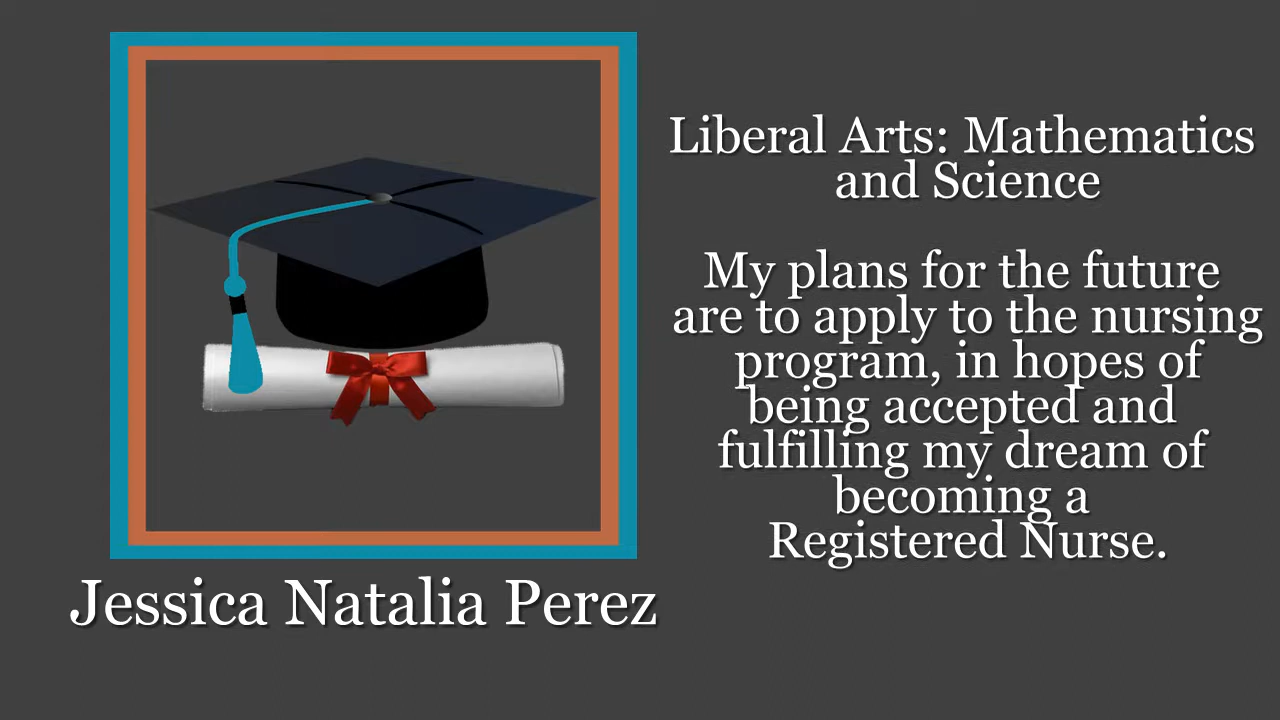 Liberal Arts: Mathematics
and Science
My plans for the future
are to apply to the nursing
program, in hopes of
being accepted and
fulfilling my dream of
becoming a
Registered Nurse.
Jessica Natalia Perez